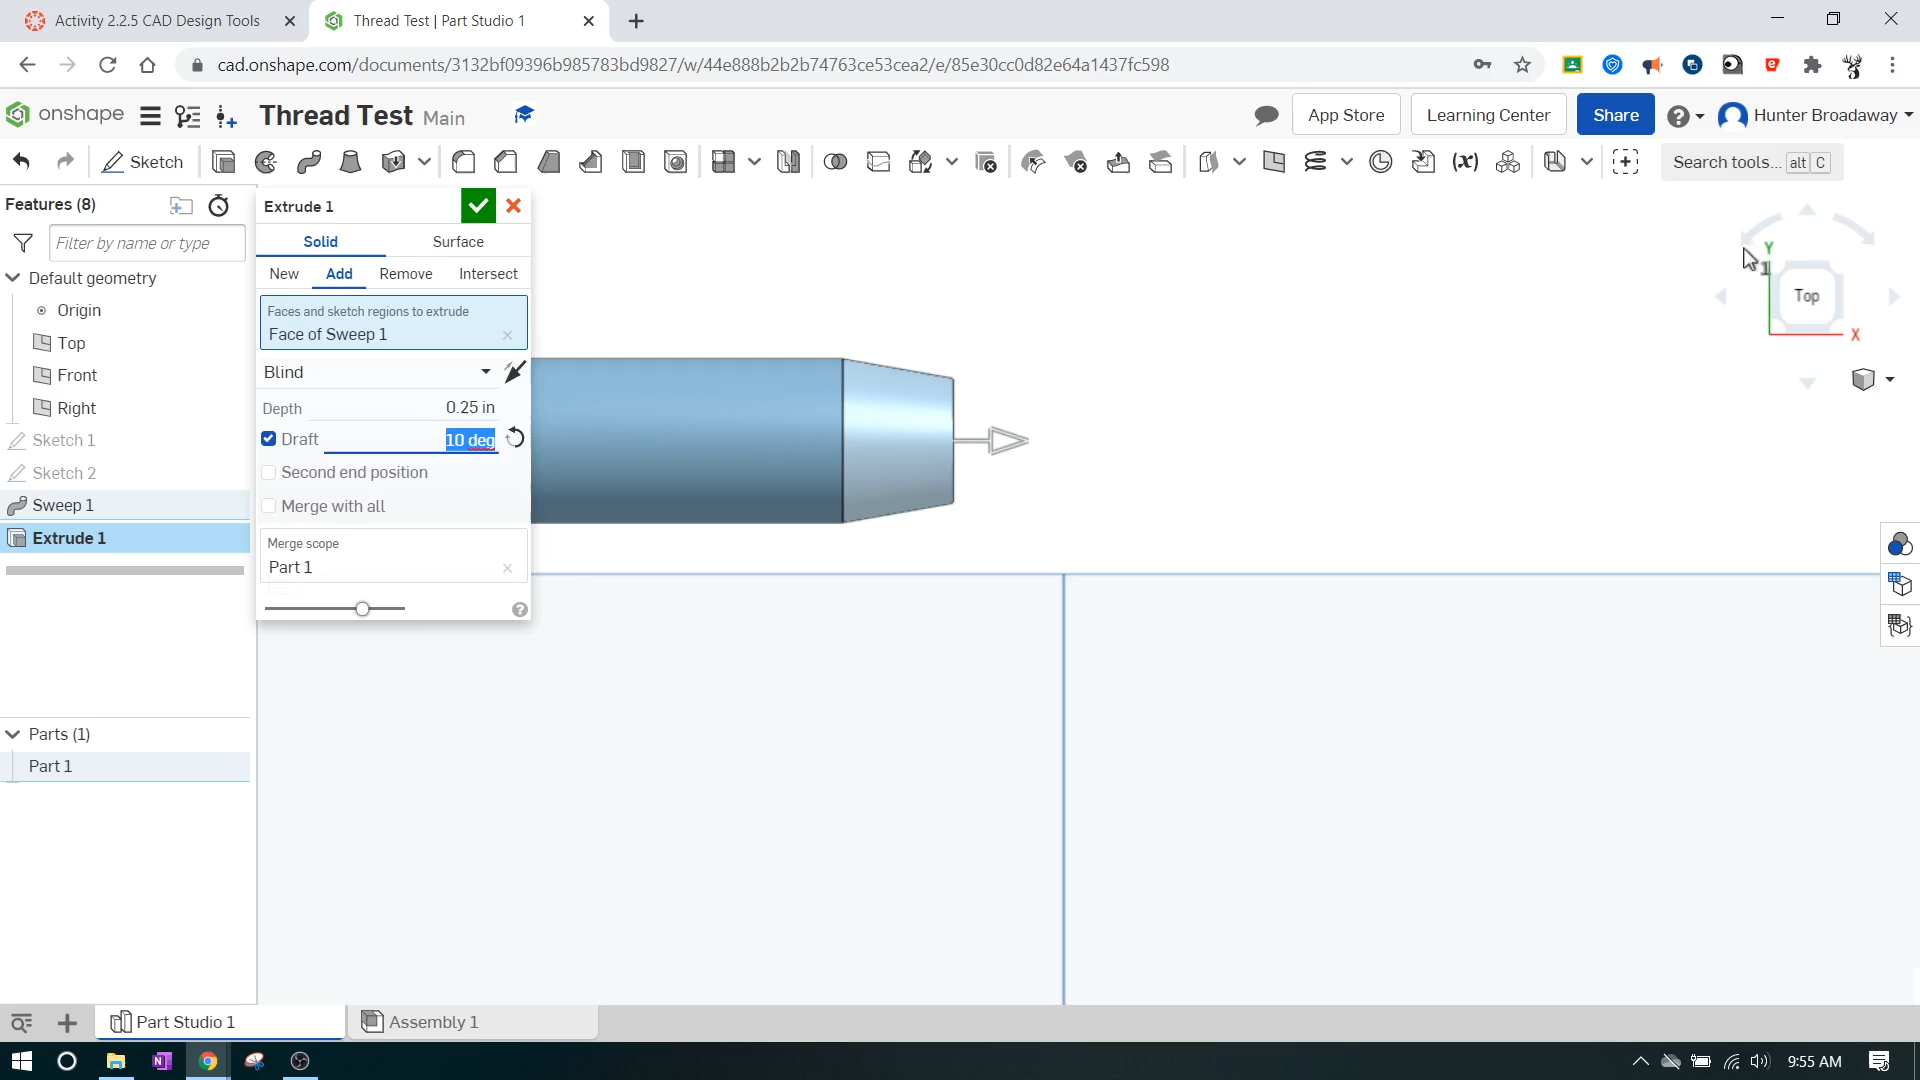 Activity 2.2.5 CAD Design Tools
Thread Test | Part Studio 1
cad.onshape.com/documents/3132bf09396b985783bd9827/w/44e888b2b2b74763ce53cea2/e/85e30cc0d82e64a1437fc598
onshape
Thread Test Main
App Store
Learning Center
Share
Hunter Broadaway
Sketch
Search tools... alt C
Features (8)
Filter by name or type
Default geometry
Origin
Top
Front
Right
Sketch 1
Sketch 2
Sweep 1
Extrude 1
Parts (1)
Part 1
Extrude 1
Solid
Surface
New
Add
Remove
Intersect
Faces and sketch regions to extrude
Face of Sweep 1
Blind
Depth 0.25 in
Draft 10 deg
Second end position
Merge with all
Merge scope
Part 1
Y
1
Top
X
Part Studio 1
Assembly 1
9:55 AM